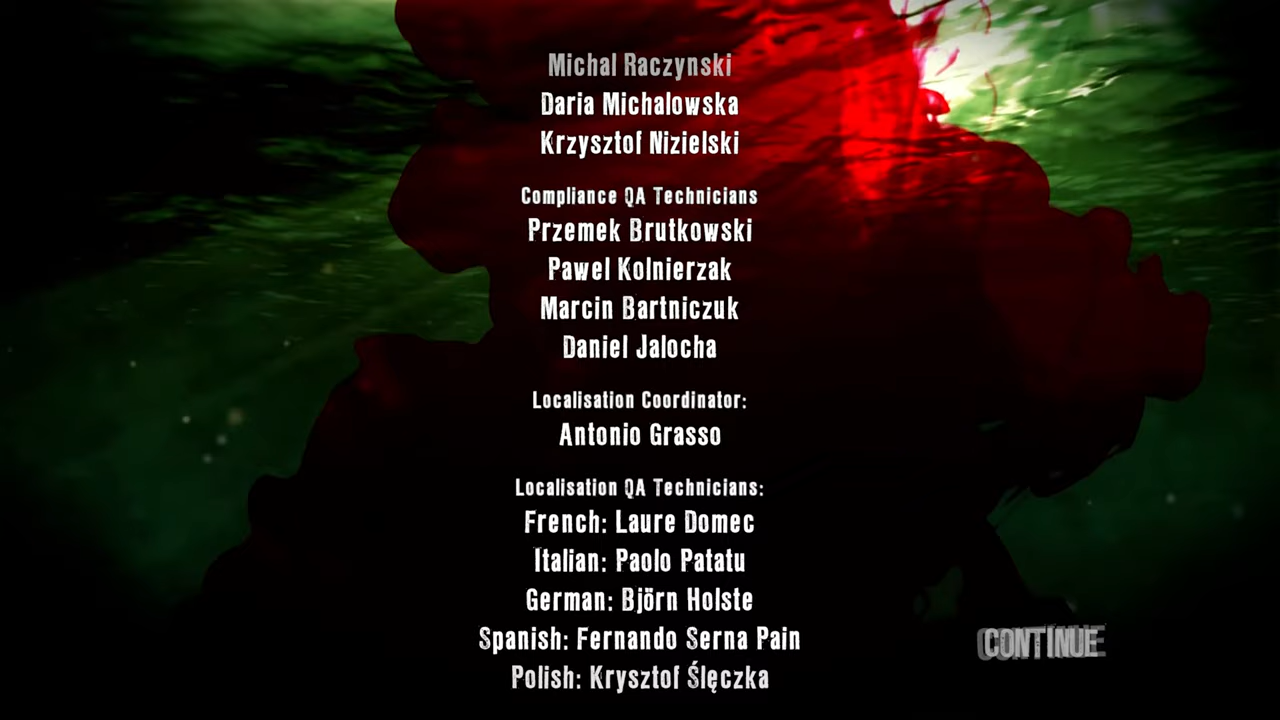 Michal Raczynski
Daria Michalowska
Krzysztof Nizielski
Compliance QA Technicians
Przemek Brutkowski
Pawel Kolnierzak
Marcin Bartniczuk
Daniel Jalocha
Localisation Coordinator:
Antonio Grasso
Localisation QA Technicians:
French: Laure Domec
Italian: Paolo Patatu
German: Björn Holste
Spanish: Fernando Serna Pain
Polish: Krysztof Ślęczka
CONTINUE